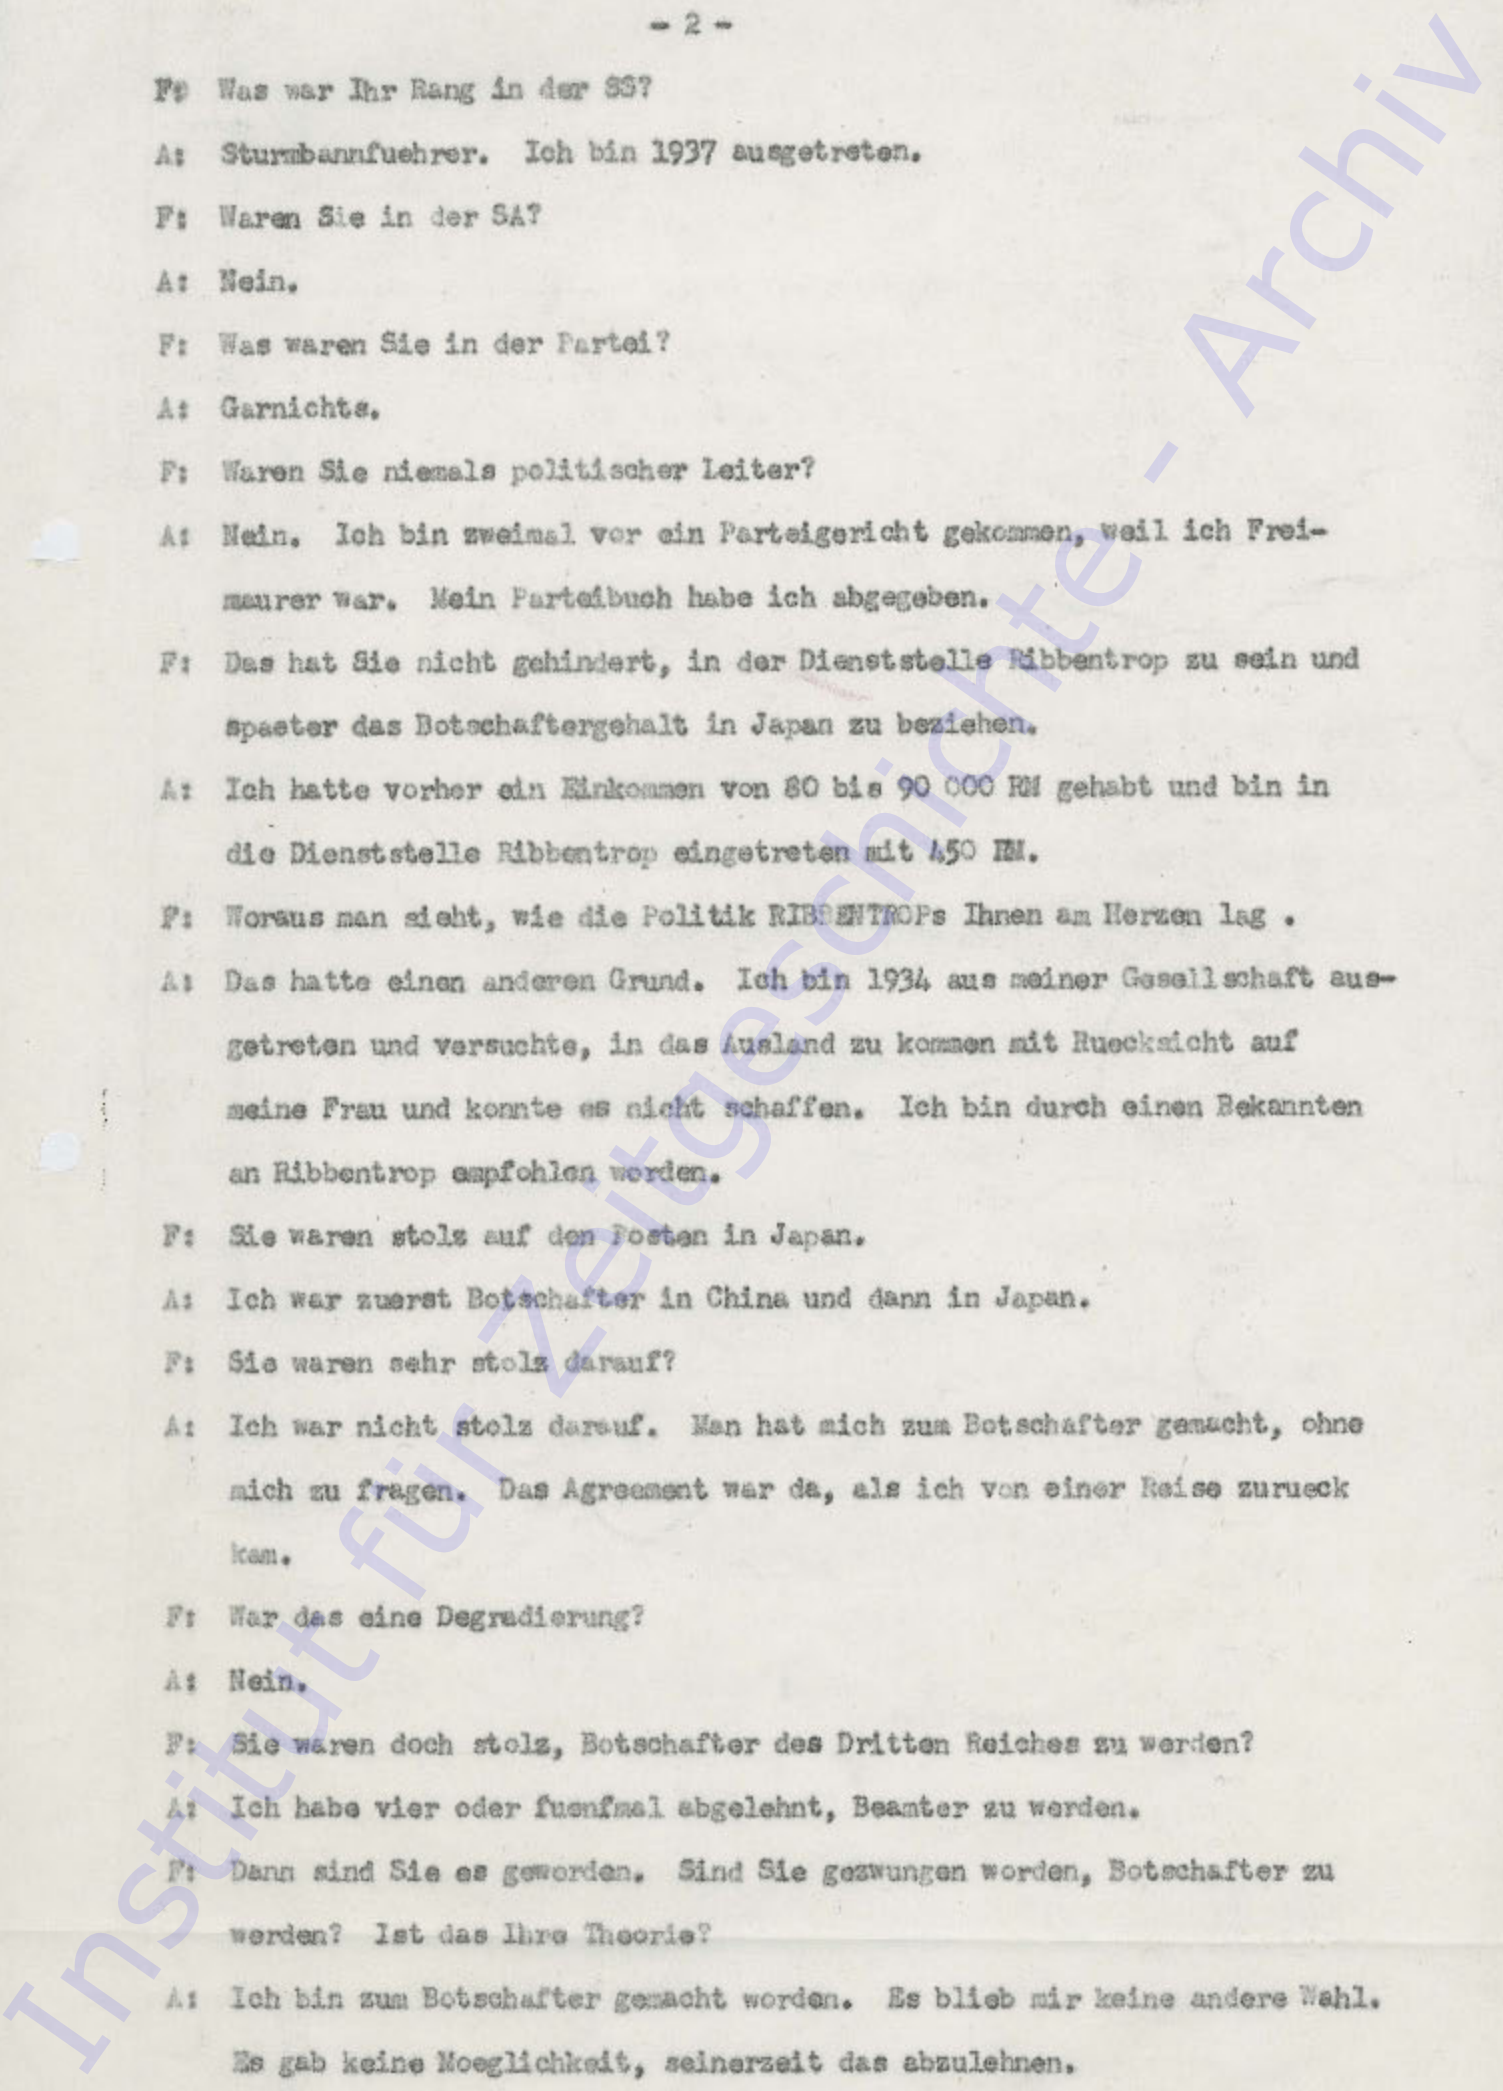 - 2 -
F: Was war Ihr Rang in der SS?
A: Sturmbannfuehrer. Ich bin 1937 ausgetreten.
F: Waren Sie in der SA?
A: Nein.
F: Was waren Sie in der Partei?
A: Garnichts.
F: Waren Sie niemals politischer Leiter?
A: Nein. Ich bin zweimal vor ein Parteigericht gekommen, weil ich Frei-
maurer war. Mein Parteibuch habe ich abgegeben.
F: Das hat Sie nicht gehindert, in der Dienststelle Ribbentrop zu sein und
spaeter das Botschaftergehalt in Japan zu beziehen.
A: Ich hatte vorher ein Einkommen von 80 bis 90 000 RM gehabt und bin in
die Dienststelle Ribbentrop eingetreten mit 450 RM.
F: Woraus man sieht, wie die Politik RIBBENTROPs Ihnen am Herzen lag .
A: Das hatte einen anderen Grund. Ich bin 1934 aus meiner Gesellschaft aus-
getreten und versuchte, in das Ausland zu kommen mit Ruecksicht auf
meine Frau und konnte es nicht schaffen. Ich bin durch einen Bekannten
an Ribbentrop empfohlen worden.
F: Sie waren stolz auf den Posten in Japan.
A: Ich war zuerst Botschafter in China und dann in Japan.
F: Sie waren sehr stolz darauf?
A: Ich war nicht stolz darauf. Man hat mich zum Botschafter gemacht, ohne
mich zu fragen. Das Agreement war da, als ich von einer Reise zurueck
kam.
F: War das eine Degradierung?
A: Nein.
F: Sie waren doch stolz, Botschafter des Dritten Reiches zu werden?
A: Ich habe vier oder fuenfmal abgelehnt, Beamter zu werden.
F: Dann sind Sie es geworden. Sind Sie gezwungen worden, Botschafter zu
werden? Ist das Ihre Theorie?
A: Ich bin zum Botschafter gemacht worden. Es blieb mir keine andere Wahl.
Es gab keine Moeglichkeit, seinerzeit das abzulehnen.
Institut für Zeitgeschichte - Archiv